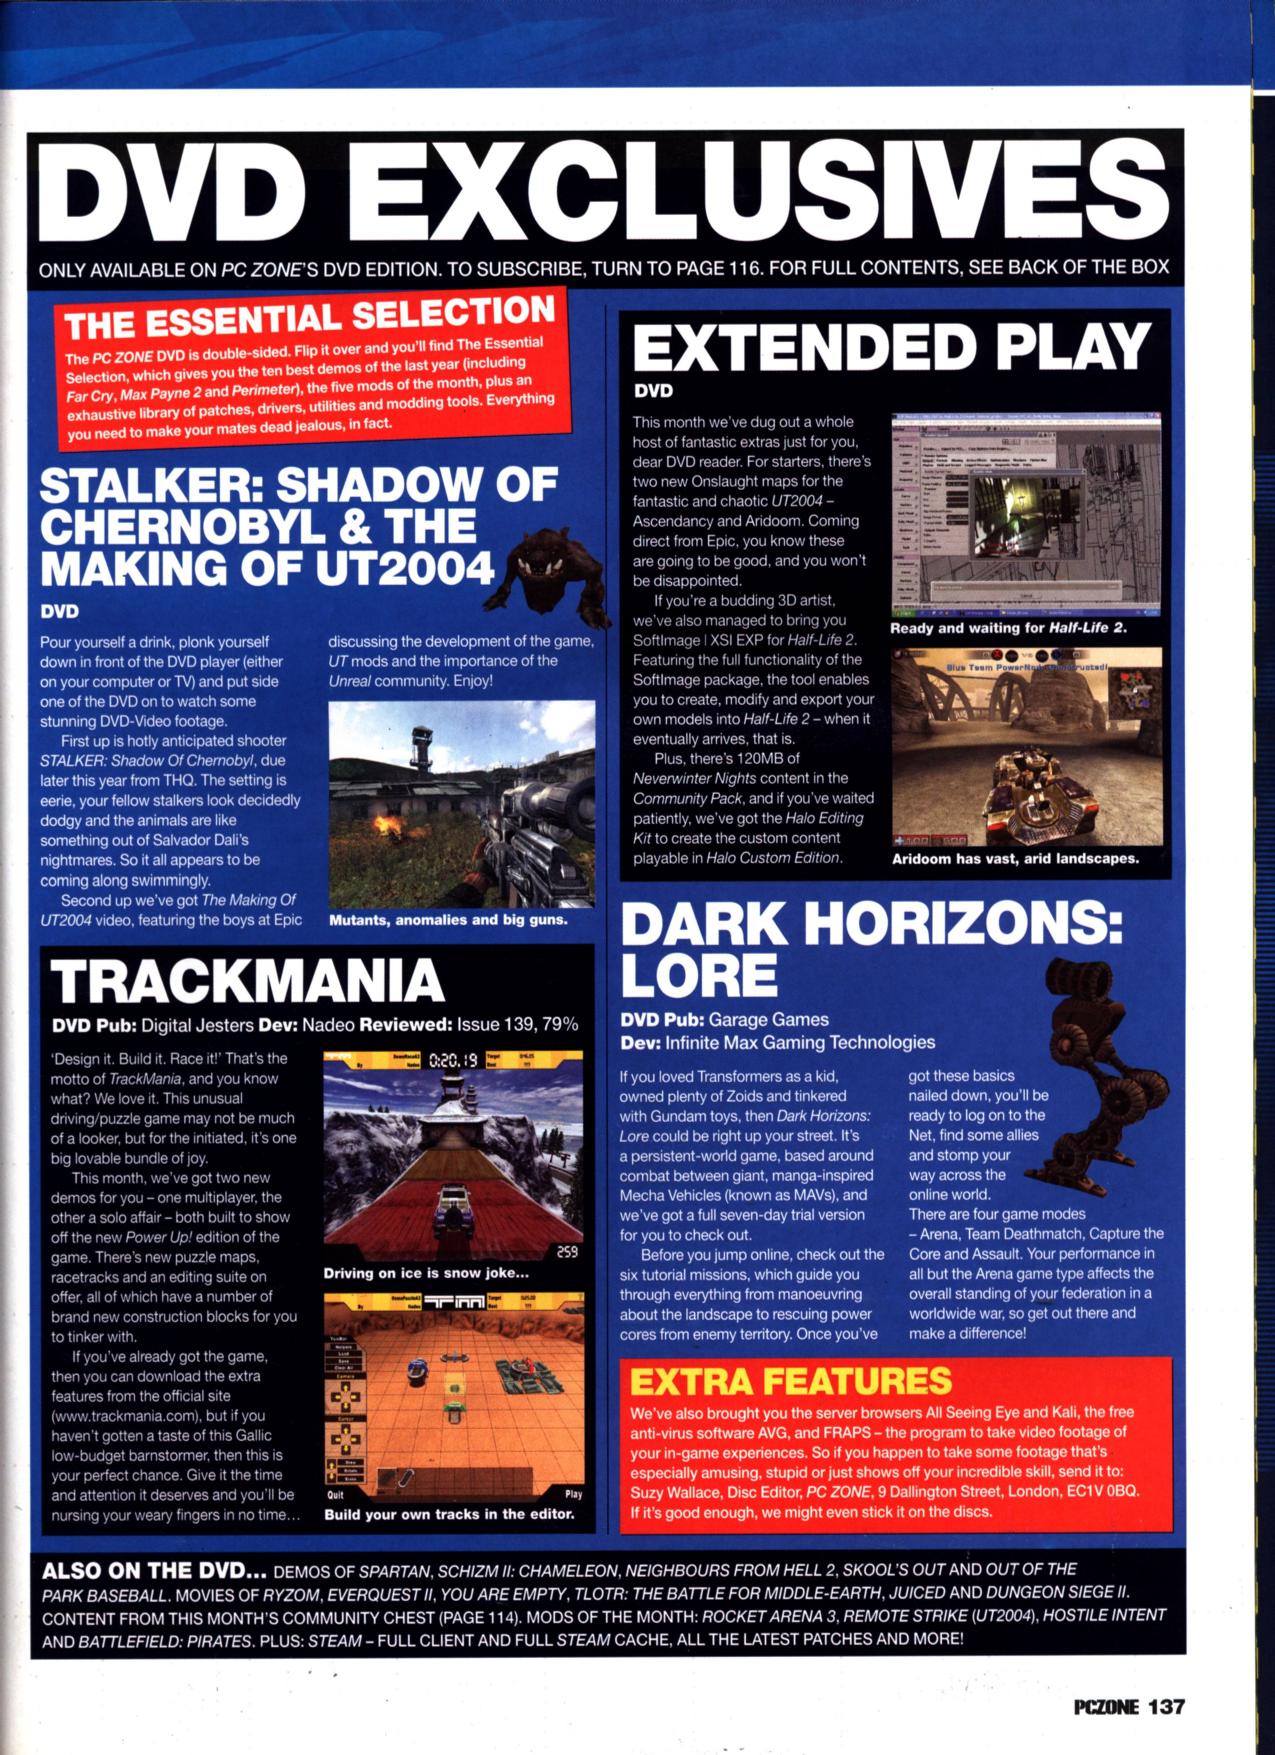 DVD EXCLUSIVES
ONLY AVAILABLE ON PC ZONE'S DVD EDITION. TO SUBSCRIBE, TURN TO PAGE 116. FOR FULL CONTENTS, SEE BACK OF THE BOX
THE ESSENTIAL SELECTION
The PC ZONE DVD is double-sided. Flip it over and you'll find The Essential
Selection, which gives you the ten best demos of the last year (including
Far Cry, Max Payne 2 and Perimeter), the five mods of the month, plus an
exhaustive library of patches, drivers, utilities and modding tools. Everything
you need to make your mates dead jealous, in fact.
STALKER: SHADOW OF
CHERNOBYL & THE
MAKING OF UT2004
DVD
Pour yourself a drink, plonk yourself
down in front of the DVD player (either
on your computer or TV) and put side
one of the DVD on to watch some
stunning DVD-Video footage.
First up is hotly anticipated shooter
STALKER: Shadow Of Chernobyl, due
later this year from THQ. The setting is
eerie, your fellow stalkers look decidedly
dodgy and the animals are like
something out of Salvador Dali's
nightmares. So it all appears to be
coming along swimmingly.
Second up we've got The Making Of
UT2004 video, featuring the boys at Epic
discussing the development of the game,
UT mods and the importance of the
Unreal community. Enjoy!
Mutants, anomalies and big guns.
TRACKMANIA
DVD Pub: Digital Jesters Dev: Nadeo Reviewed: Issue 139, 79%
'Design it. Build it. Race it!' That's the
motto of TrackMania, and you know
what? We love it. This unusual
driving/puzzle game may not be much
of a looker, but for the initiated, it's one
big lovable bundle of joy.
This month, we've got two new
demos for you – one multiplayer, the
other a solo affair – both built to show
off the new Power Up! edition of the
game. There's new puzzle maps,
racetracks and an editing suite on
offer, all of which have a number of
brand new construction blocks for you
to tinker with.
If you've already got the game,
then you can download the extra
features from the official site
(www.trackmania.com), but if you
haven't gotten a taste of this Gallic
low-budget barnstormer, then this is
your perfect chance. Give it the time
and attention it deserves and you'll be
nursing your weary fingers in no time...
By
Nadeo
0:20.19
Target
Best
259
Driving on ice is snow joke...
By
Nadeo
TM
Target
Best
Quit
Play
Build your own tracks in the editor.
EXTENDED PLAY
DVD
This month we've dug out a whole
host of fantastic extras just for you,
dear DVD reader. For starters, there's
two new Onslaught maps for the
fantastic and chaotic UT2004 –
Ascendancy and Aridoom. Coming
direct from Epic, you know these
are going to be good, and you won't
be disappointed.
If you're a budding 3D artist,
we've also managed to bring you
SoftImage | XSI EXP for Half-Life 2.
Featuring the full functionality of the
SoftImage package, the tool enables
you to create, modify and export your
own models into Half-Life 2 – when it
eventually arrives, that is.
Plus, there's 120MB of
Neverwinter Nights content in the
Community Pack, and if you've waited
patiently, we've got the Halo Editing
Kit to create the custom content
playable in Halo Custom Edition.
Ready and waiting for Half-Life 2.
Blue Team PowerNode Constructed!
Aridoom has vast, arid landscapes.
DARK HORIZONS:
LORE
DVD Pub: Garage Games
Dev: Infinite Max Gaming Technologies
If you loved Transformers as a kid,
owned plenty of Zoids and tinkered
with Gundam toys, then Dark Horizons:
Lore could be right up your street. It's
a persistent-world game, based around
combat between giant, manga-inspired
Mecha Vehicles (known as MAVs), and
we've got a full seven-day trial version
for you to check out.
Before you jump online, check out the
six tutorial missions, which guide you
through everything from manoeuvring
about the landscape to rescuing power
cores from enemy territory. Once you've
got these basics
nailed down, you'll be
ready to log on to the
Net, find some allies
and stomp your
way across the
online world.
There are four game modes
– Arena, Team Deathmatch, Capture the
Core and Assault. Your performance in
all but the Arena game type affects the
overall standing of your federation in a
worldwide war, so get out there and
make a difference!
EXTRA FEATURES
We've also brought you the server browsers All Seeing Eye and Kali, the free
anti-virus software AVG, and FRAPS – the program to take video footage of
your in-game experiences. So if you happen to take some footage that's
especially amusing, stupid or just shows off your incredible skill, send it to:
Suzy Wallace, Disc Editor, PC ZONE, 9 Dallington Street, London, EC1V 0BQ.
If it's good enough, we might even stick it on the discs.
ALSO ON THE DVD... DEMOS OF SPARTAN, SCHIZM II: CHAMELEON, NEIGHBOURS FROM HELL 2, SKOOL'S OUT AND OUT OF THE
PARK BASEBALL. MOVIES OF RYZOM, EVERQUEST II, YOU ARE EMPTY, TLOTR: THE BATTLE FOR MIDDLE-EARTH, JUICED AND DUNGEON SIEGE II.
CONTENT FROM THIS MONTH'S COMMUNITY CHEST (PAGE 114). MODS OF THE MONTH: ROCKET ARENA 3, REMOTE STRIKE (UT2004), HOSTILE INTENT
AND BATTLEFIELD: PIRATES. PLUS: STEAM – FULL CLIENT AND FULL STEAM CACHE, ALL THE LATEST PATCHES AND MORE!
PCZONE 137